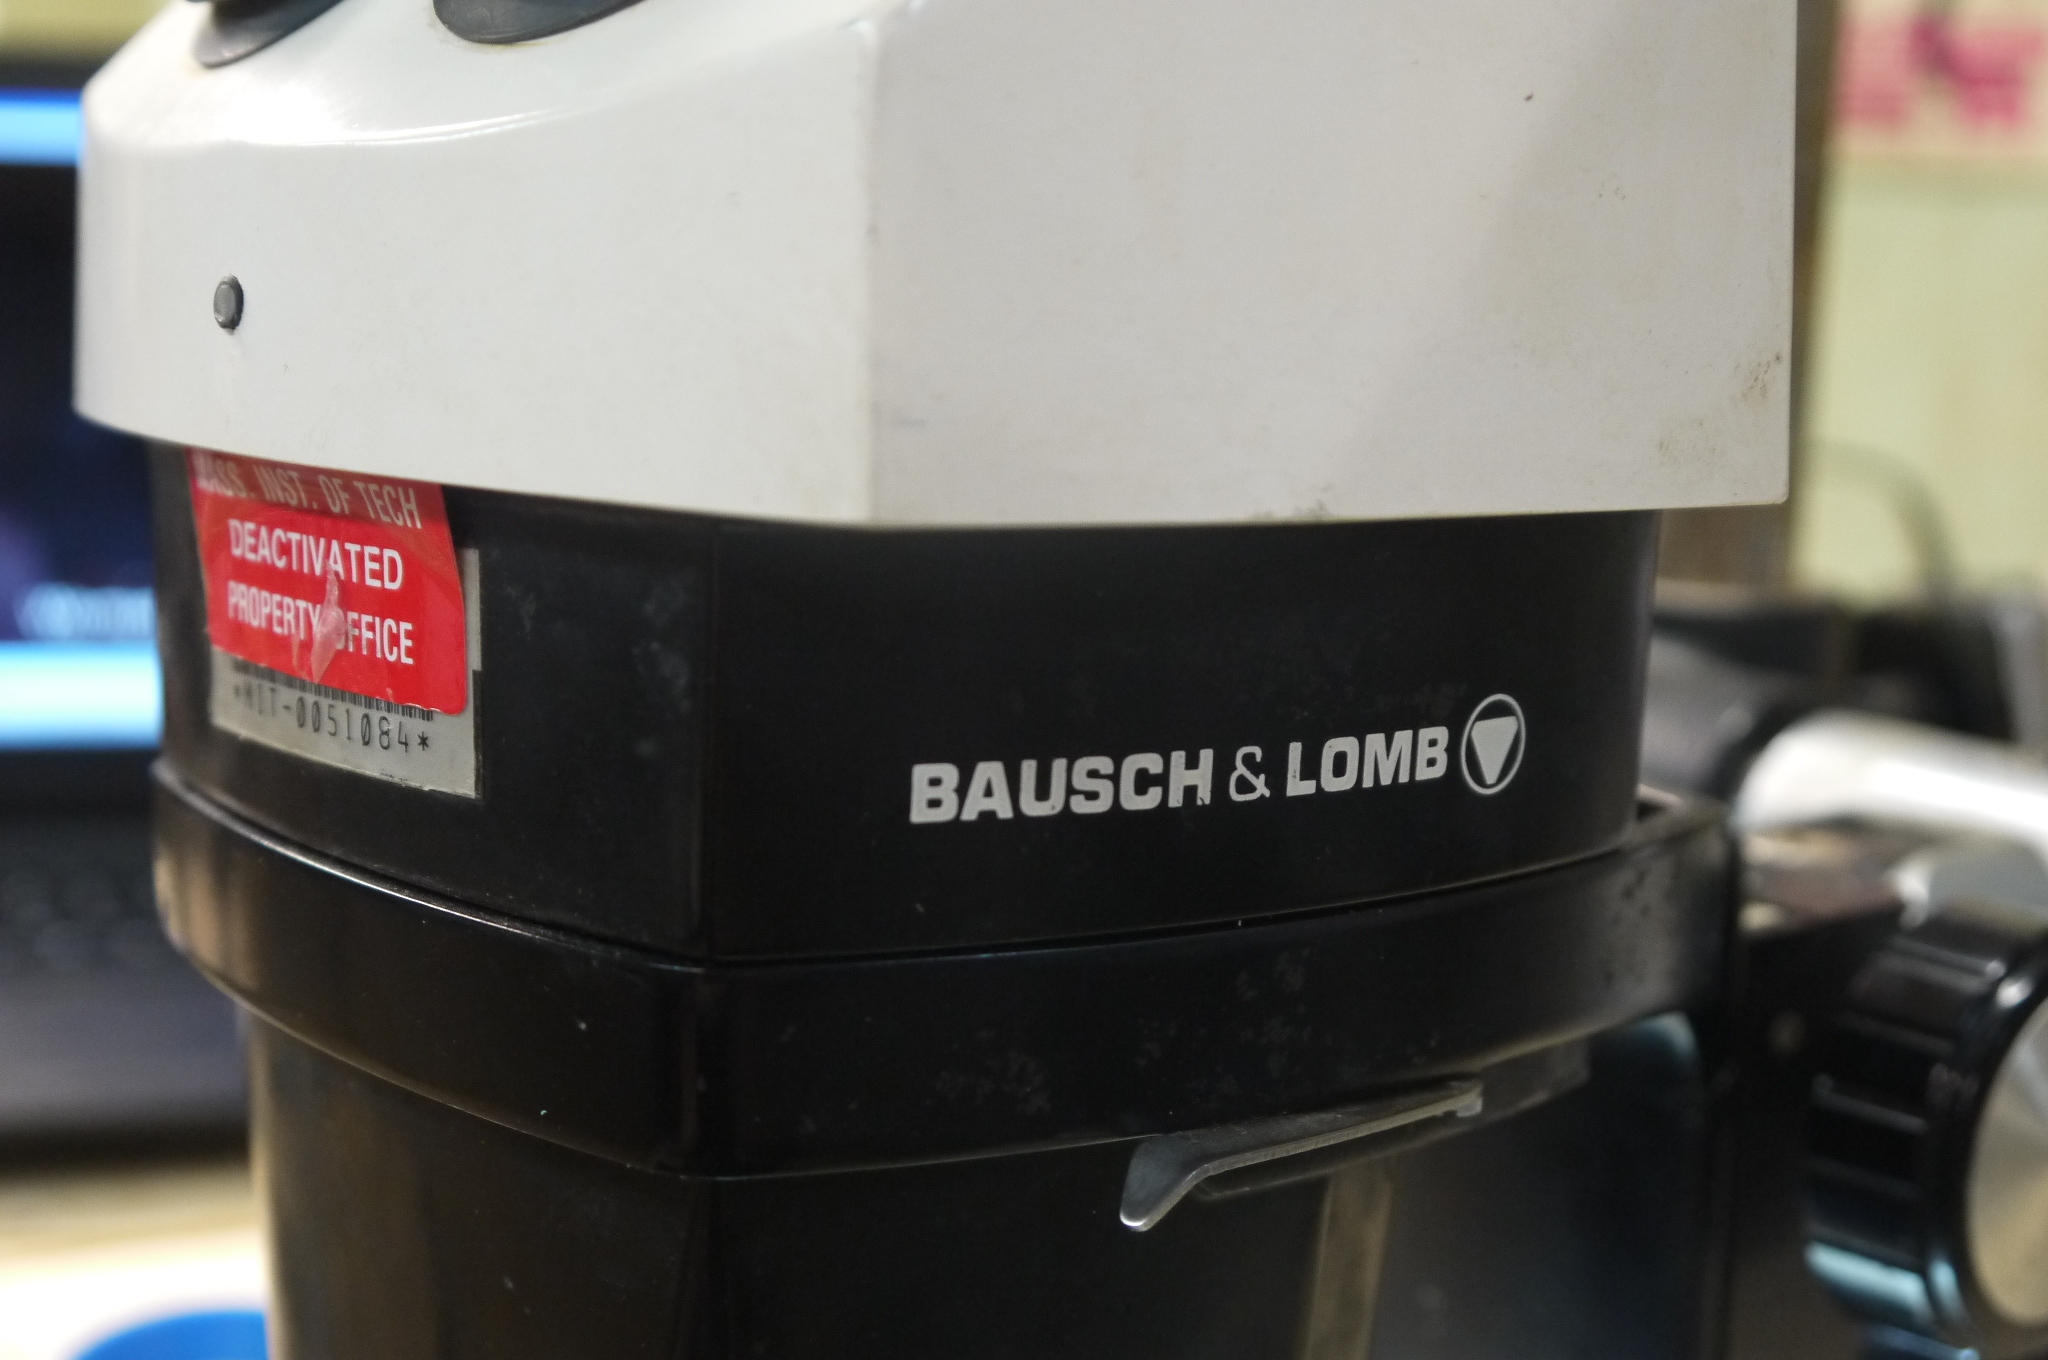 MASS. INST. OF TECH
DEACTIVATED
PROPERTY OFFICE
*MIT-0051084*
BAUSCH & LOMB